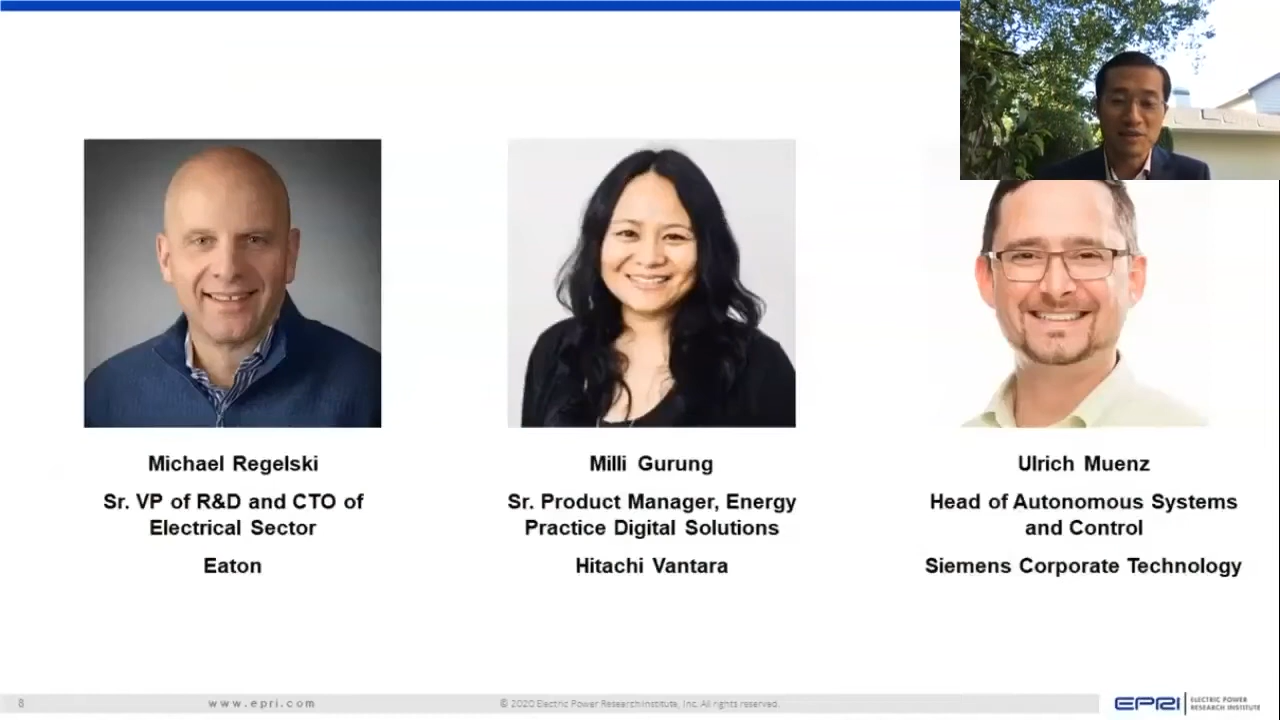 Michael Regelski
Sr. VP of R&D and CTO of
Electrical Sector
Eaton
Milli Gurung
Sr. Product Manager, Energy
Practice Digital Solutions
Hitachi Vantara
Ulrich Muenz
Head of Autonomous Systems
and Control
Siemens Corporate Technology
8
www.epri.com
© 2020 Electric Power Research Institute, Inc. All rights reserved.
EPRI
ELECTRIC POWER
RESEARCH INSTITUTE